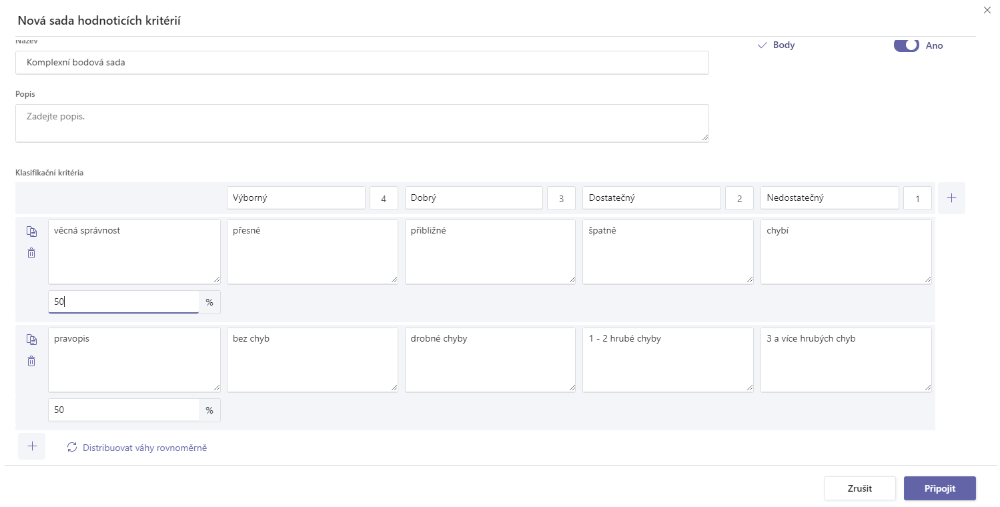 Nová sada hodnoticích kritérií
Název
Body
Ano
Komplexní bodová sada
Popis
Zadejte popis.
Klasifikační kritéria
Výborný 4 Dobrý 3 Dostatečný 2 Nedostatečný 1
věcná správnost přesné přibližné špatně chybí
50 %
pravopis bez chyb drobné chyby 1 - 2 hrubé chyby 3 a více hrubých chyb
50 %
Distribuovat váhy rovnoměrně
Zrušit Připojit